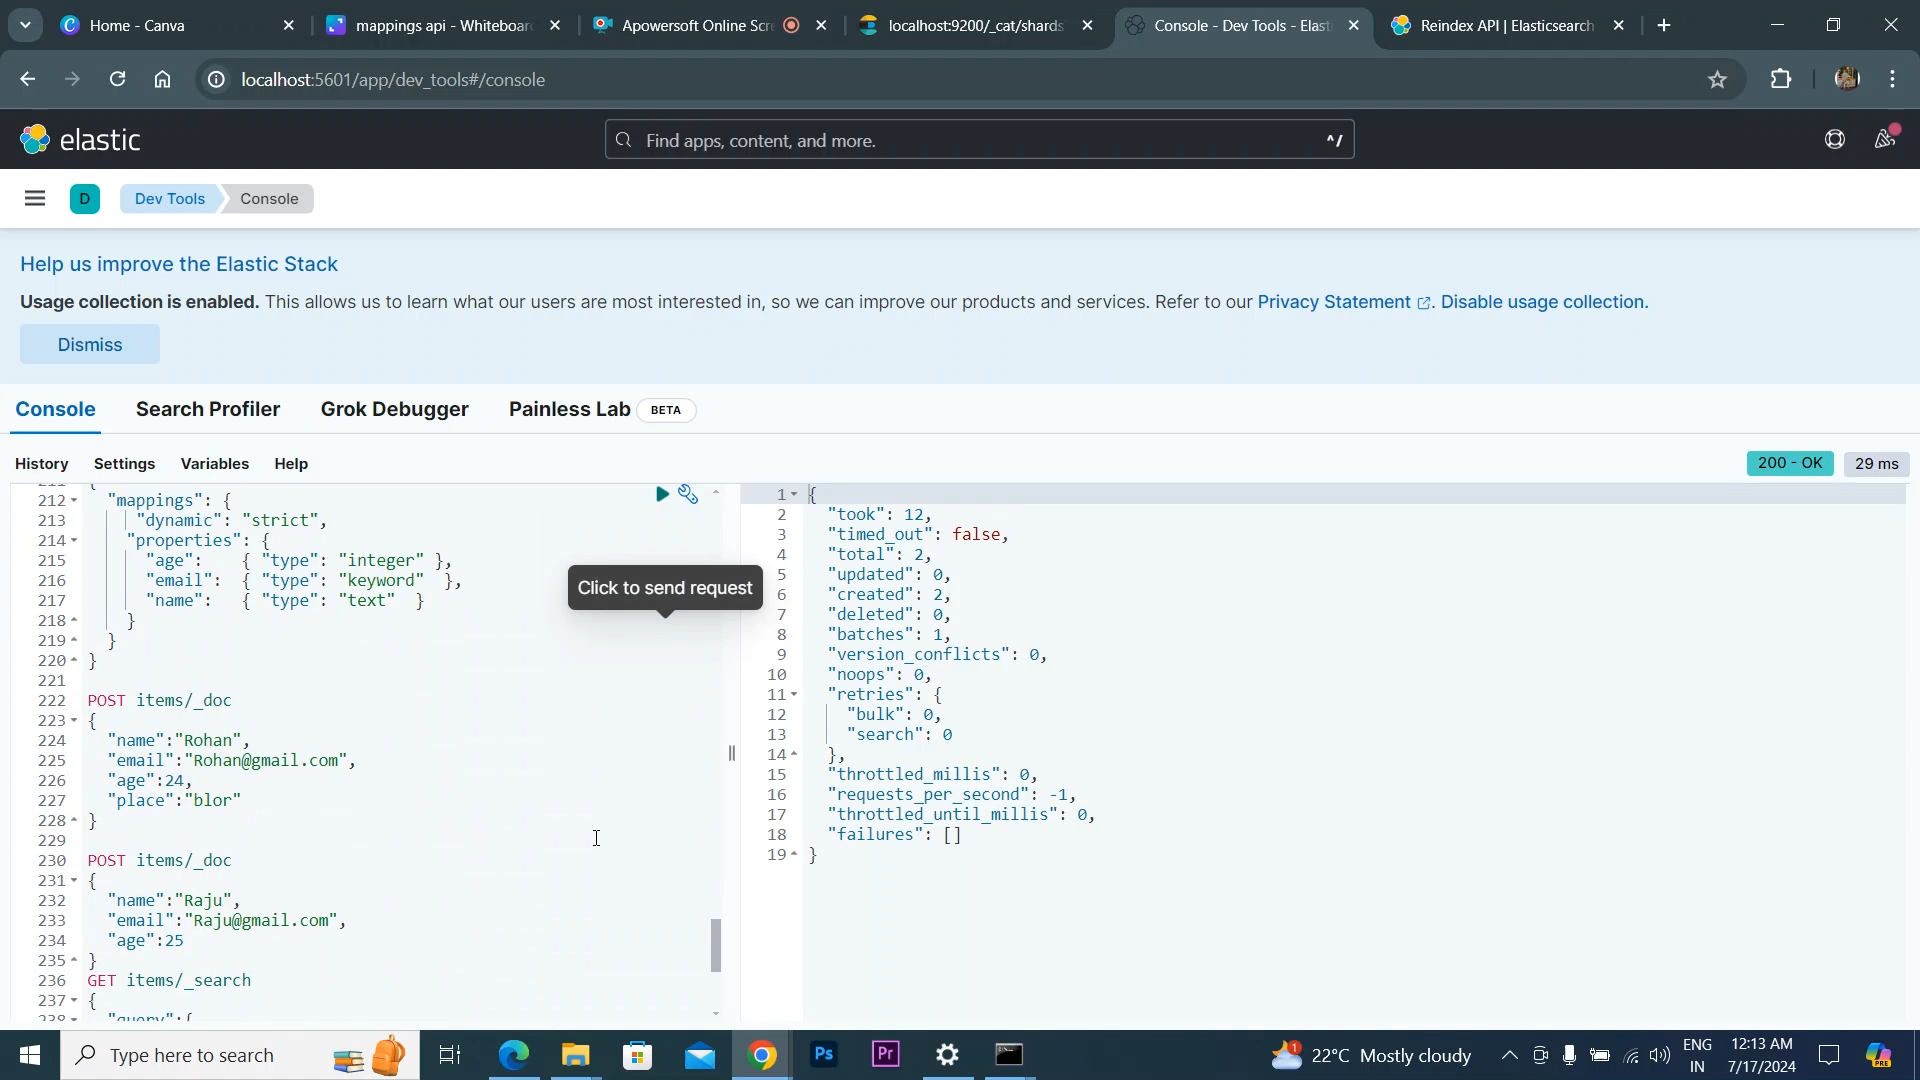 Home - Canva
mappings api - Whiteboar
Apowersoft Online Scre
localhost:9200/_cat/shards
Console - Dev Tools - Elasti
Reindex API | Elasticsearch
localhost:5601/app/dev_tools#/console
elastic
Find apps, content, and more.
^/
D
Dev Tools
Console
Help us improve the Elastic Stack
Usage collection is enabled. This allows us to learn what our users are most interested in, so we can improve our products and services. Refer to our Privacy Statement. Disable usage collection.
Dismiss
Console
Search Profiler
Grok Debugger
Painless Lab
BETA
History
Settings
Variables
Help
200 - OK
29 ms
211 {
212 "mappings": {
213 "dynamic": "strict",
214 "properties": {
215 "age": { "type": "integer" },
216 "email": { "type": "keyword" },
217 "name": { "type": "text" }
218 }
219 }
220 }
221
222 POST items/_doc
223 {
224 "name":"Rohan",
225 "email":"Rohan@gmail.com",
226 "age":24,
227 "place":"blor"
228 }
229
230 POST items/_doc
231 {
232 "name":"Raju",
233 "email":"Raju@gmail.com",
234 "age":25
235 }
236 GET items/_search
237 {
238 "query":{
Click to send request
1 {
2 "took": 12,
3 "timed_out": false,
4 "total": 2,
5 "updated": 0,
6 "created": 2,
7 "deleted": 0,
8 "batches": 1,
9 "version_conflicts": 0,
10 "noops": 0,
11 "retries": {
12 "bulk": 0,
13 "search": 0
14 },
15 "throttled_millis": 0,
16 "requests_per_second": -1,
17 "throttled_until_millis": 0,
18 "failures": []
19 }
Type here to search
Ps
Pr
1
22°C Mostly cloudy
ENG
IN
12:13 AM
7/17/2024
PRE